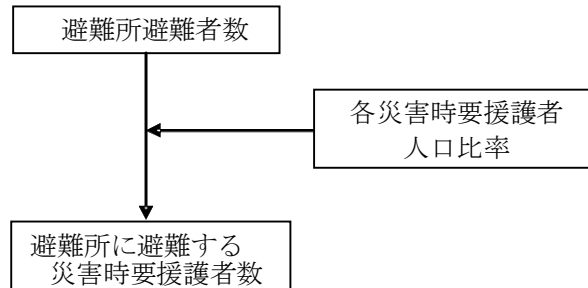 避難所避難者数
各災害時要援護者
人口比率
避難所に避難する
災害時要援護者数